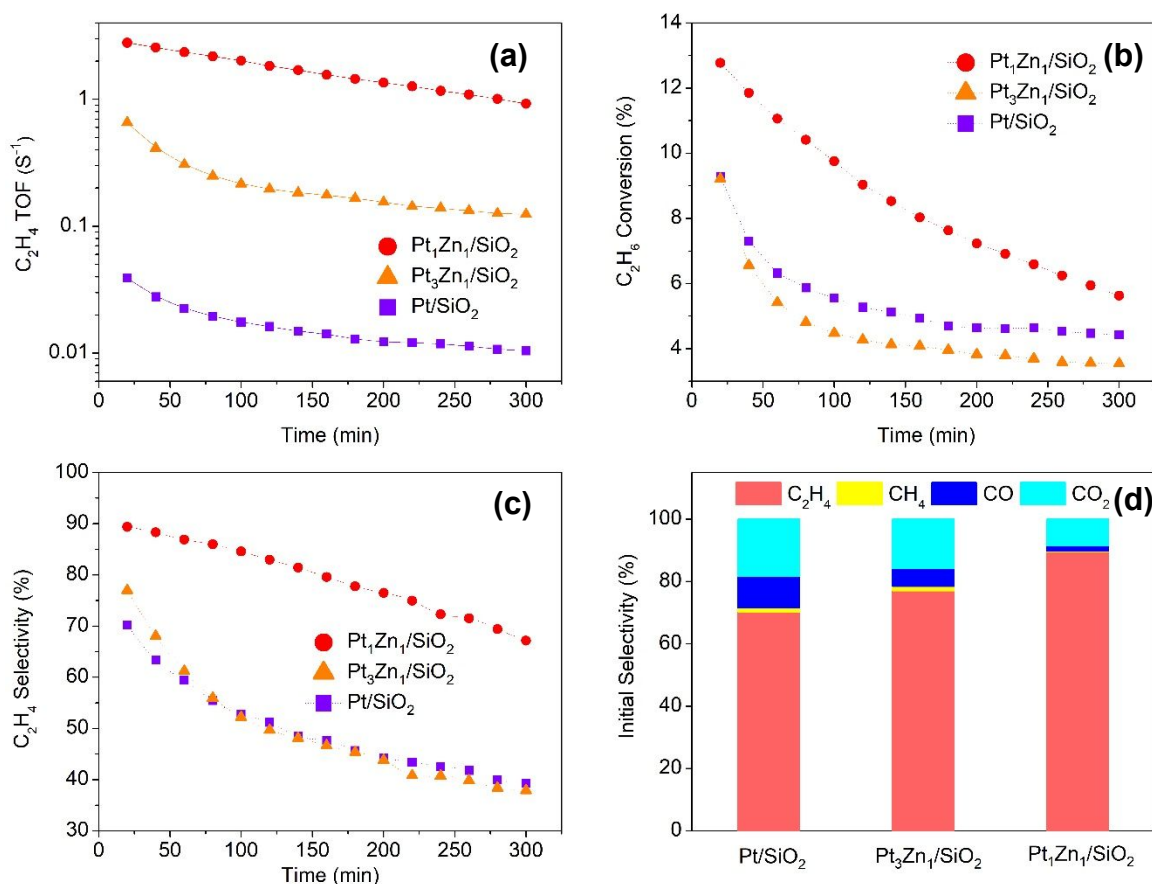 (a)
C₂H₄ TOF (S⁻¹)
1
0.1
0.01
Pt₁Zn₁/SiO₂
Pt₃Zn₁/SiO₂
Pt/SiO₂
0 50 100 150 200 250 300
Time (min)
(b)
C₂H₆ Conversion (%)
14
12
10
8
6
4
Pt₁Zn₁/SiO₂
Pt₃Zn₁/SiO₂
Pt/SiO₂
0 50 100 150 200 250 300
Time (min)
(c)
C₂H₄ Selectivity (%)
100
90
80
70
60
50
40
30
Pt₁Zn₁/SiO₂
Pt₃Zn₁/SiO₂
Pt/SiO₂
0 50 100 150 200 250 300
Time (min)
C₂H₄ CH₄ CO CO₂ (d)
Initial Selectivity (%)
100
80
60
40
20
0
Pt/SiO₂ Pt₃Zn₁/SiO₂ Pt₁Zn₁/SiO₂